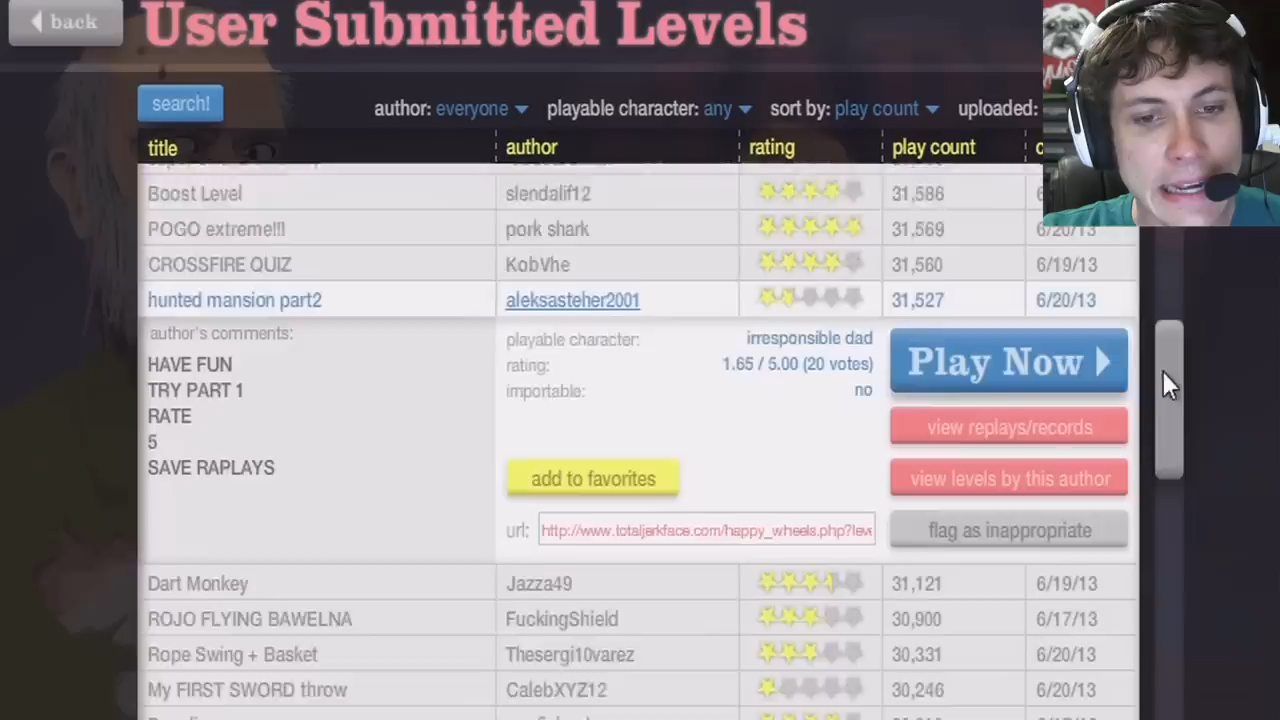 back
User Submitted Levels
search!
author: everyone playable character: any sort by: play count uploaded:
title author rating play count
Boost Level slendalif12 31,586
POGO extreme!!! pork shark 31,569 6/20/13
CROSSFIRE QUIZ KobVhe 31,560 6/19/13
hunted mansion part2 aleksasteher2001 31,527 6/20/13
author's comments:
HAVE FUN
TRY PART 1
RATE
5
SAVE RAPLAYS
playable character: irresponsible dad
rating: 1.65 / 5.00 (20 votes)
importable: no
add to favorites
url: http://www.totaljerkface.com/happy_wheels.php?lev
Play Now
view replays/records
view levels by this author
flag as inappropriate
Dart Monkey Jazza49 31,121 6/19/13
ROJO FLYING BAWELNA FuckingShield 30,900 6/17/13
Rope Swing + Basket Thesergi10varez 30,331 6/20/13
My FIRST SWORD throw CalebXYZ12 30,246 6/20/13